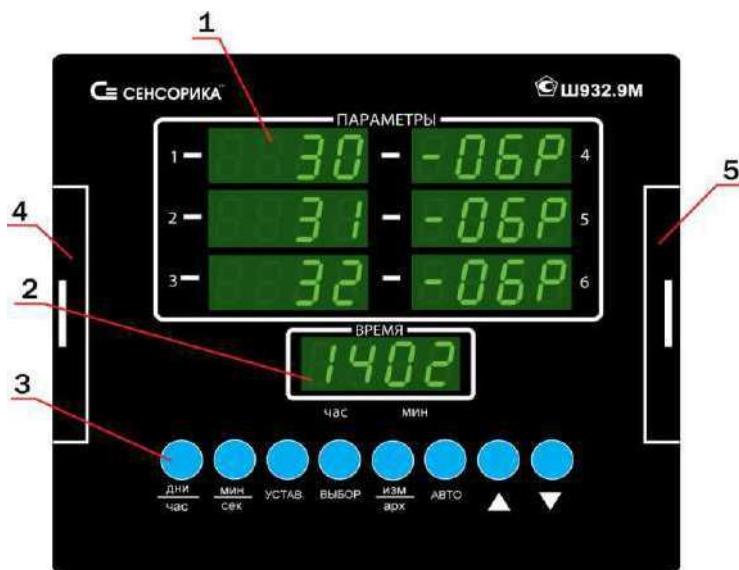 1
СЕНСОРИКА™
Ш932.9М
ПАРАМЕТРЫ
1 30 -06P 4
2 31 -06P 5
3 32 -06P 6
4
5
2
ВРЕМЯ
1402
час мин
3
дни час
мин сек
УСТАВ.
ВЫБОР
изм арх
АВТО